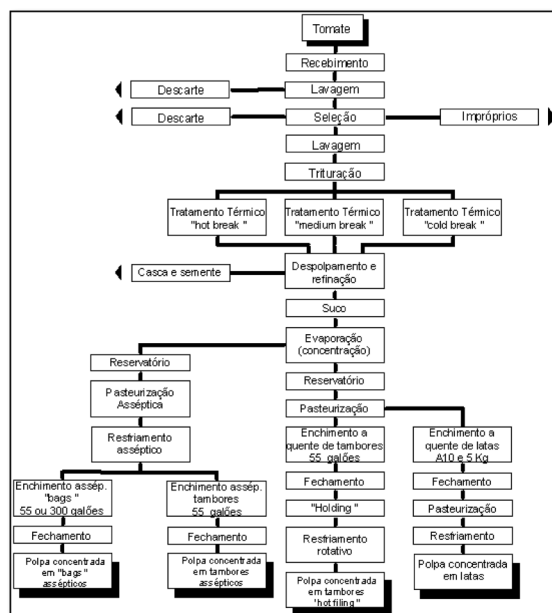 Tomate
Recebimento
Descarte
Lavagem
Descarte
Seleção
Impróprios
Lavagem
Trituração
Tratamento Térmico
"hot break "
Tratamento Térmico
"medium break "
Tratamento Térmico
"cold break "
Casca e semente
Despolpamento e
refinação
Suco
Evaporação
(concentração)
Reservatório
Pasteurização
Asséptica
Resfriamento
asséptico
Enchimento assép.
"bags "
55 ou 300 galões
Fechamento
Polpa concentrada
em "bags"
assépticos
Enchimento assép.
tambores
55 galões
Fechamento
Polpa concentrada
em tambores
assépticos
Reservatório
Pasteurização
Enchimento a
quente de tambores
55 galões
Fechamento
"Holding "
Restriamento
rotativo
Polpa concentrada
em tambores
"hot filing "
Enchimento a
quente de latas
A10 e 5 Kg
Fechamento
Pasteurização
Restriamento
Polpa concentrada
em latas